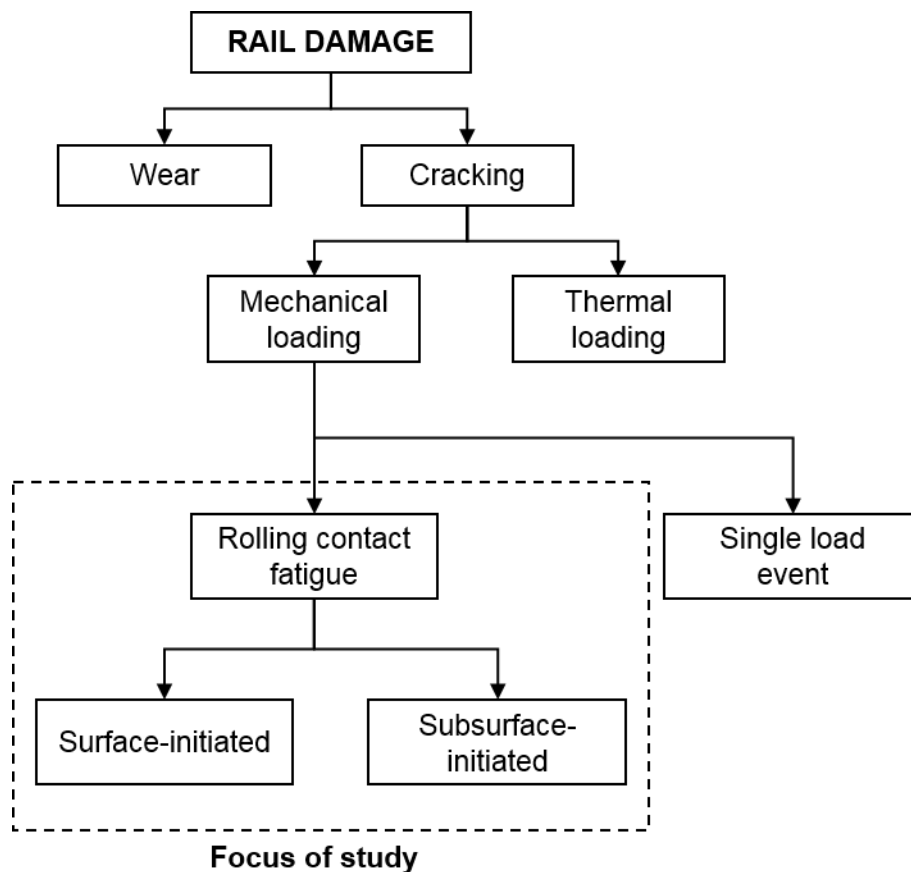 RAIL DAMAGE
Wear
Cracking
Mechanical
loading
Thermal
loading
Rolling contact
fatigue
Single load
event
Surface-initiated
Subsurface-
initiated
Focus of study